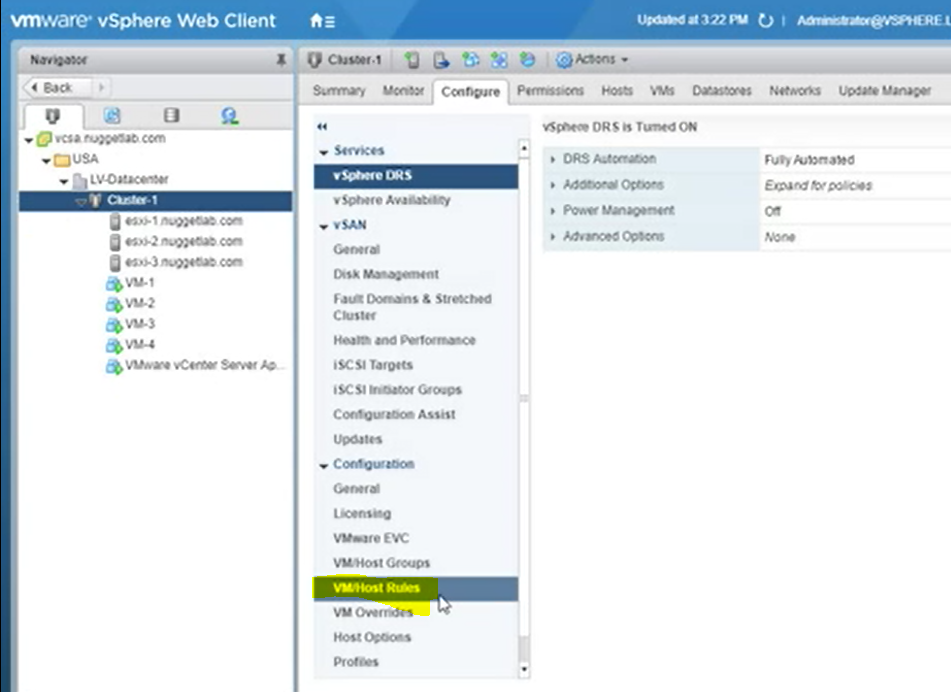 vmware® vSphere Web Client
Updated at 3:22 PM | Administrator@VSPHERE.L
Navigator
Back
vcsa.nuggetlab.com
USA
LV-Datacenter
Cluster-1
esxi-1.nuggetlab.com
esxi-2.nuggetlab.com
esxi-3.nuggetlab.com
VM-1
VM-2
VM-3
VM-4
VMware vCenter Server Ap...
Cluster-1 Actions
Summary Monitor Configure Permissions Hosts VMs Datastores Networks Update Manager
Services
vSphere DRS
vSphere Availability
vSAN
General
Disk Management
Fault Domains & Stretched
Cluster
Health and Performance
iSCSI Targets
iSCSI Initiator Groups
Configuration Assist
Updates
Configuration
General
Licensing
VMware EVC
VM/Host Groups
VM/Host Rules
VM Overrides
Host Options
Profiles
vSphere DRS is Turned ON
DRS Automation Fully Automated
Additional Options Expand for policies
Power Management Off
Advanced Options None